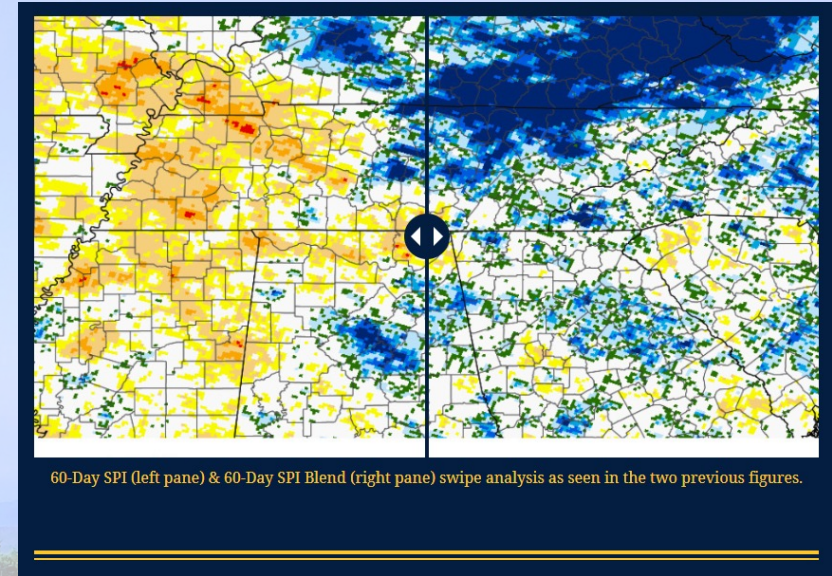 60-Day SPI (left pane) & 60-Day SPI Blend (right pane) swipe analysis as seen in the two previous figures.